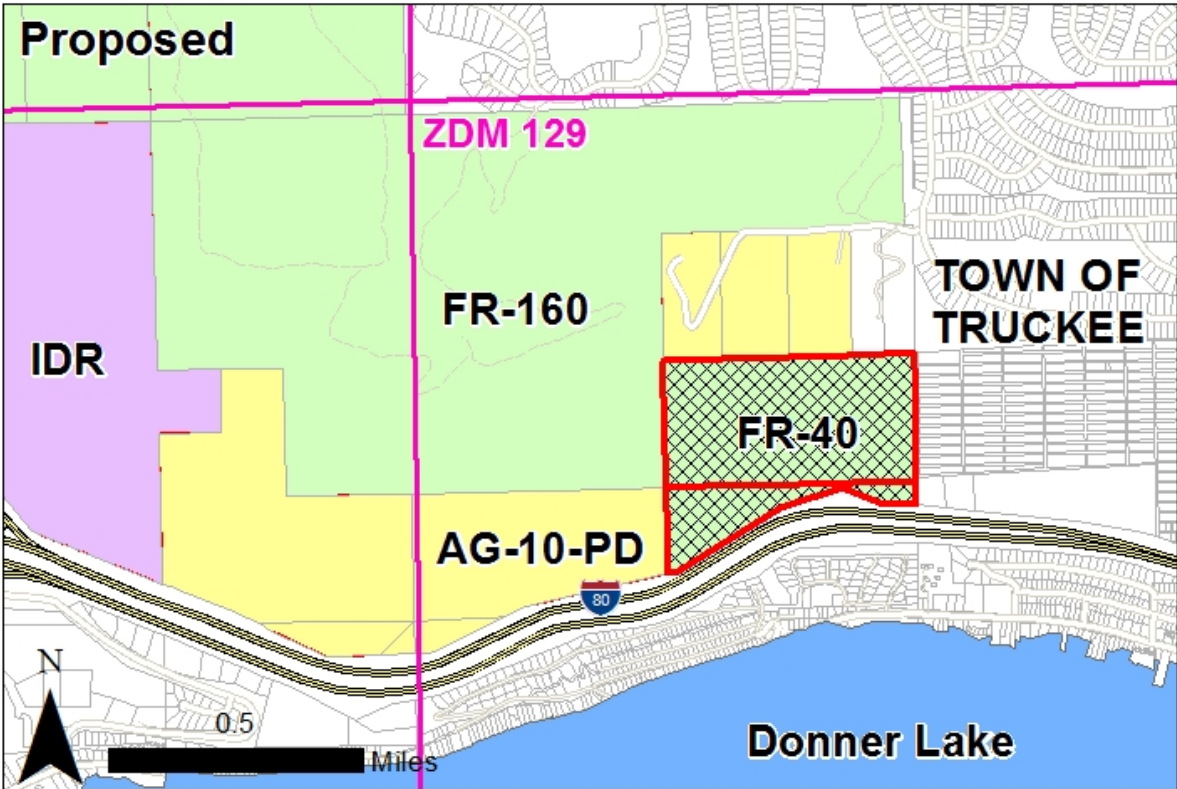 Proposed
ZDM 129
TOWN OF
TRUCKEE
FR-160
IDR
FR-40
AG-10-PD
80
N
0.5
Miles
Donner Lake